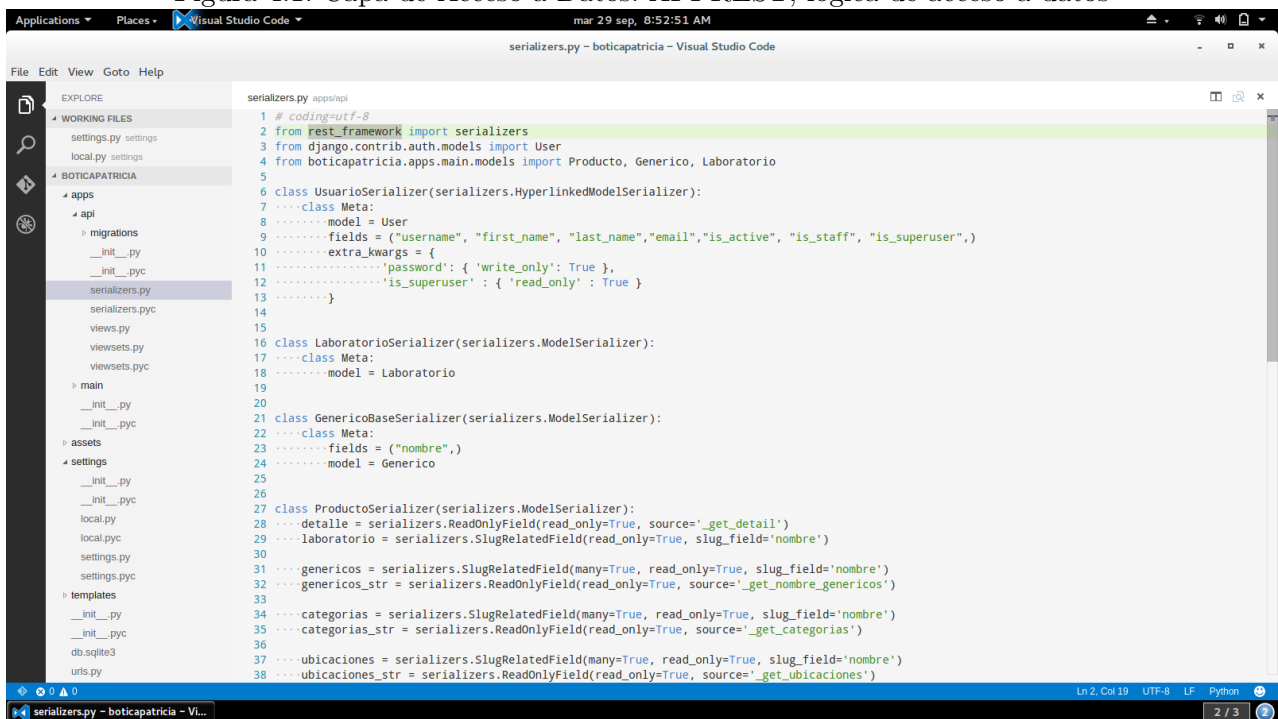 Figura 4.1: Capa de Acceso a Datos: API REST, lógica de acceso a datos
Applications Places Visual Studio Code mar 29 sep, 8:52:51 AM
serializers.py – boticapatricia – Visual Studio Code
File Edit View Goto Help
EXPLORE
WORKING FILES
settings.py settings
local.py settings
BOTICAPATRICIA
apps
api
migrations
__init__.py
__init__.pyc
serializers.py
serializers.pyc
views.py
viewsets.py
viewsets.pyc
main
__init__.py
__init__.pyc
assets
settings
__init__.py
__init__.pyc
local.py
local.pyc
settings.py
settings.pyc
templates
__init__.py
__init__.pyc
db.sqlite3
urls.py
serializers.py apps/api
1 # coding=utf-8
2 from rest_framework import serializers
3 from django.contrib.auth.models import User
4 from boticapatricia.apps.main.models import Producto, Generico, Laboratorio
5
6 class UsuarioSerializer(serializers.HyperlinkedModelSerializer):
7 ····class Meta:
8 ········model = User
9 ········fields = ("username", "first_name", "last_name","email","is_active", "is_staff", "is_superuser",)
10 ········extra_kwargs = {
11 ················'password': { 'write_only': True },
12 ················'is_superuser' : { 'read_only' : True }
13 ········}
14
15
16 class LaboratorioSerializer(serializers.ModelSerializer):
17 ····class Meta:
18 ········model = Laboratorio
19
20
21 class GenericoBaseSerializer(serializers.ModelSerializer):
22 ····class Meta:
23 ········fields = ("nombre",)
24 ········model = Generico
25
26
27 class ProductoSerializer(serializers.ModelSerializer):
28 ····detalle = serializers.ReadOnlyField(read_only=True, source='_get_detail')
29 ····laboratorio = serializers.SlugRelatedField(read_only=True, slug_field='nombre')
30
31 ····genericos = serializers.SlugRelatedField(many=True, read_only=True, slug_field='nombre')
32 ····genericos_str = serializers.ReadOnlyField(read_only=True, source='_get_nombre_genericos')
33
34 ····categorias = serializers.SlugRelatedField(many=True, read_only=True, slug_field='nombre')
35 ····categorias_str = serializers.ReadOnlyField(read_only=True, source='_get_categorias')
36
37 ····ubicaciones = serializers.SlugRelatedField(many=True, read_only=True, slug_field='nombre')
38 ····ubicaciones_str = serializers.ReadOnlyField(read_only=True, source='_get_ubicaciones')
0 0 Ln 2, Col 19 UTF-8 LF Python
serializers.py – boticapatricia – Vi... 2 / 3 2